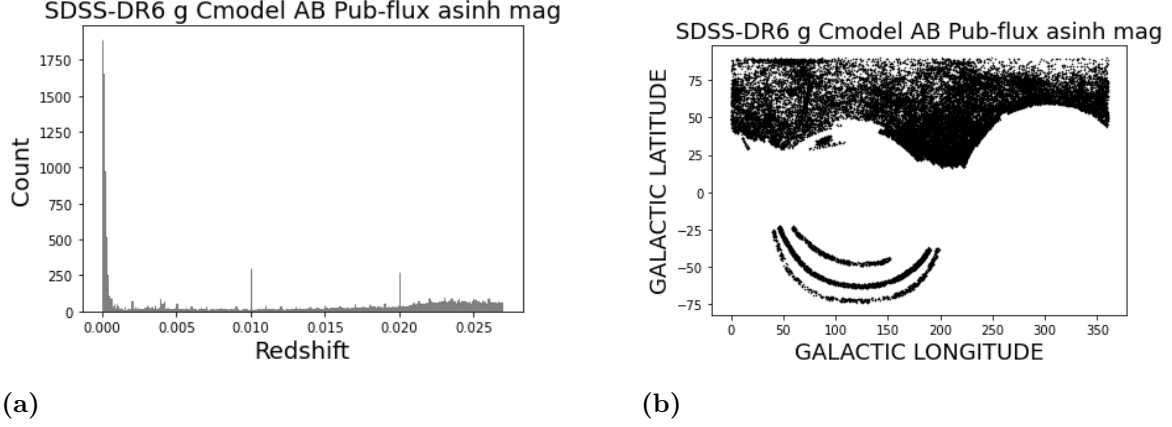 SDSS-DR6 g Cmodel AB Pub-flux asinh mag
1750
1500
1250
1000
750
500
250
0
Count
0.000 0.005 0.010 0.015 0.020 0.025
Redshift
(a)
SDSS-DR6 g Cmodel AB Pub-flux asinh mag
75
50
25
0
−25
−50
−75
GALACTIC LATITUDE
0 50 100 150 200 250 300 350
GALACTIC LONGITUDE
(b)